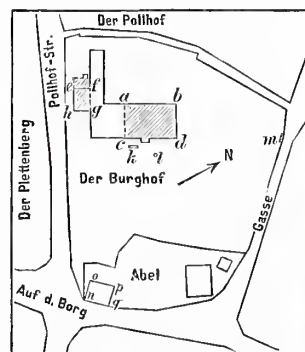 Der Pollhof
Pollhof-Str.
Der Plettenberg
e f
a b
h g
c d
k l
m
N
Der Burghof
Gasse
Abel
o
p
n
q
Auf d. Borg